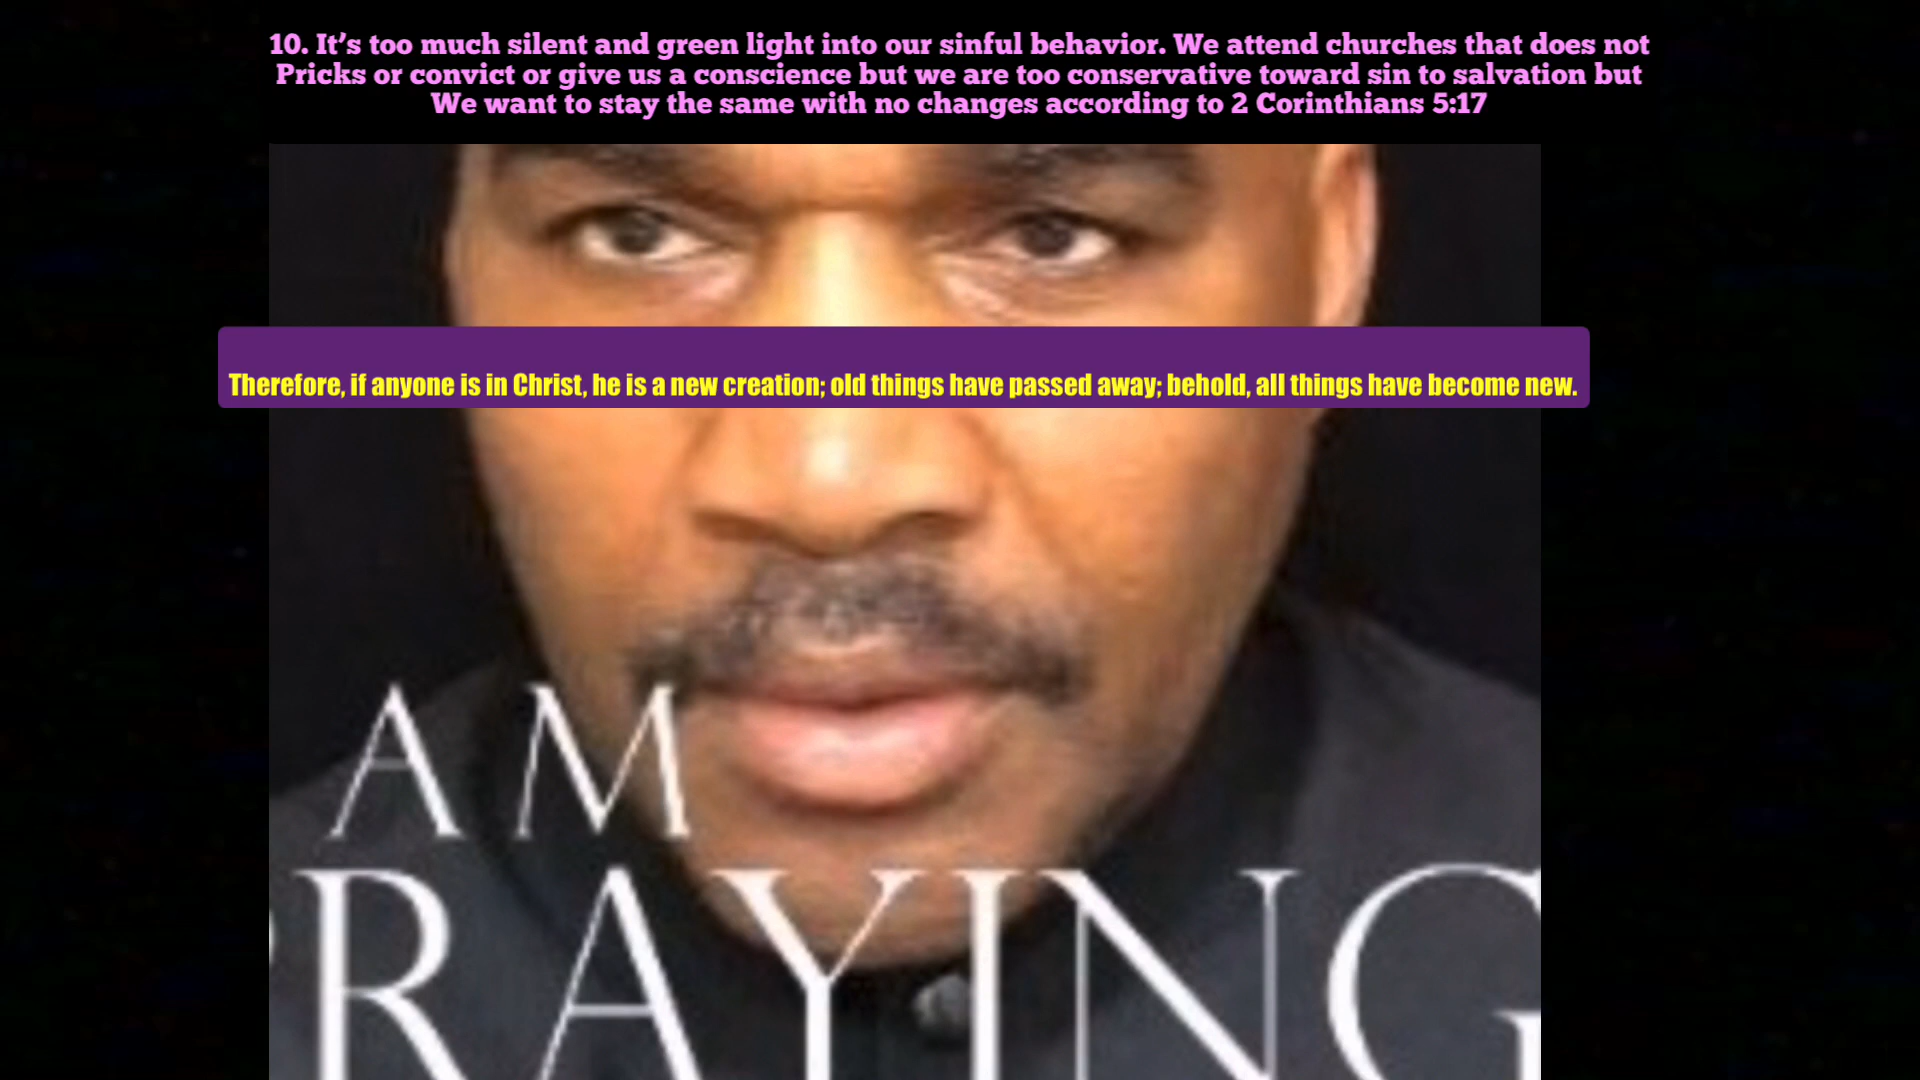 10. It’s too much silent and green light into our sinful behavior. We attend churches that does not
Pricks or convict or give us a conscience but we are too conservative toward sin to salvation but
We want to stay the same with no changes according to 2 Corinthians 5:17
Therefore, if anyone is in Christ, he is a new creation; old things have passed away; behold, all things have become new.
AM
RAYING